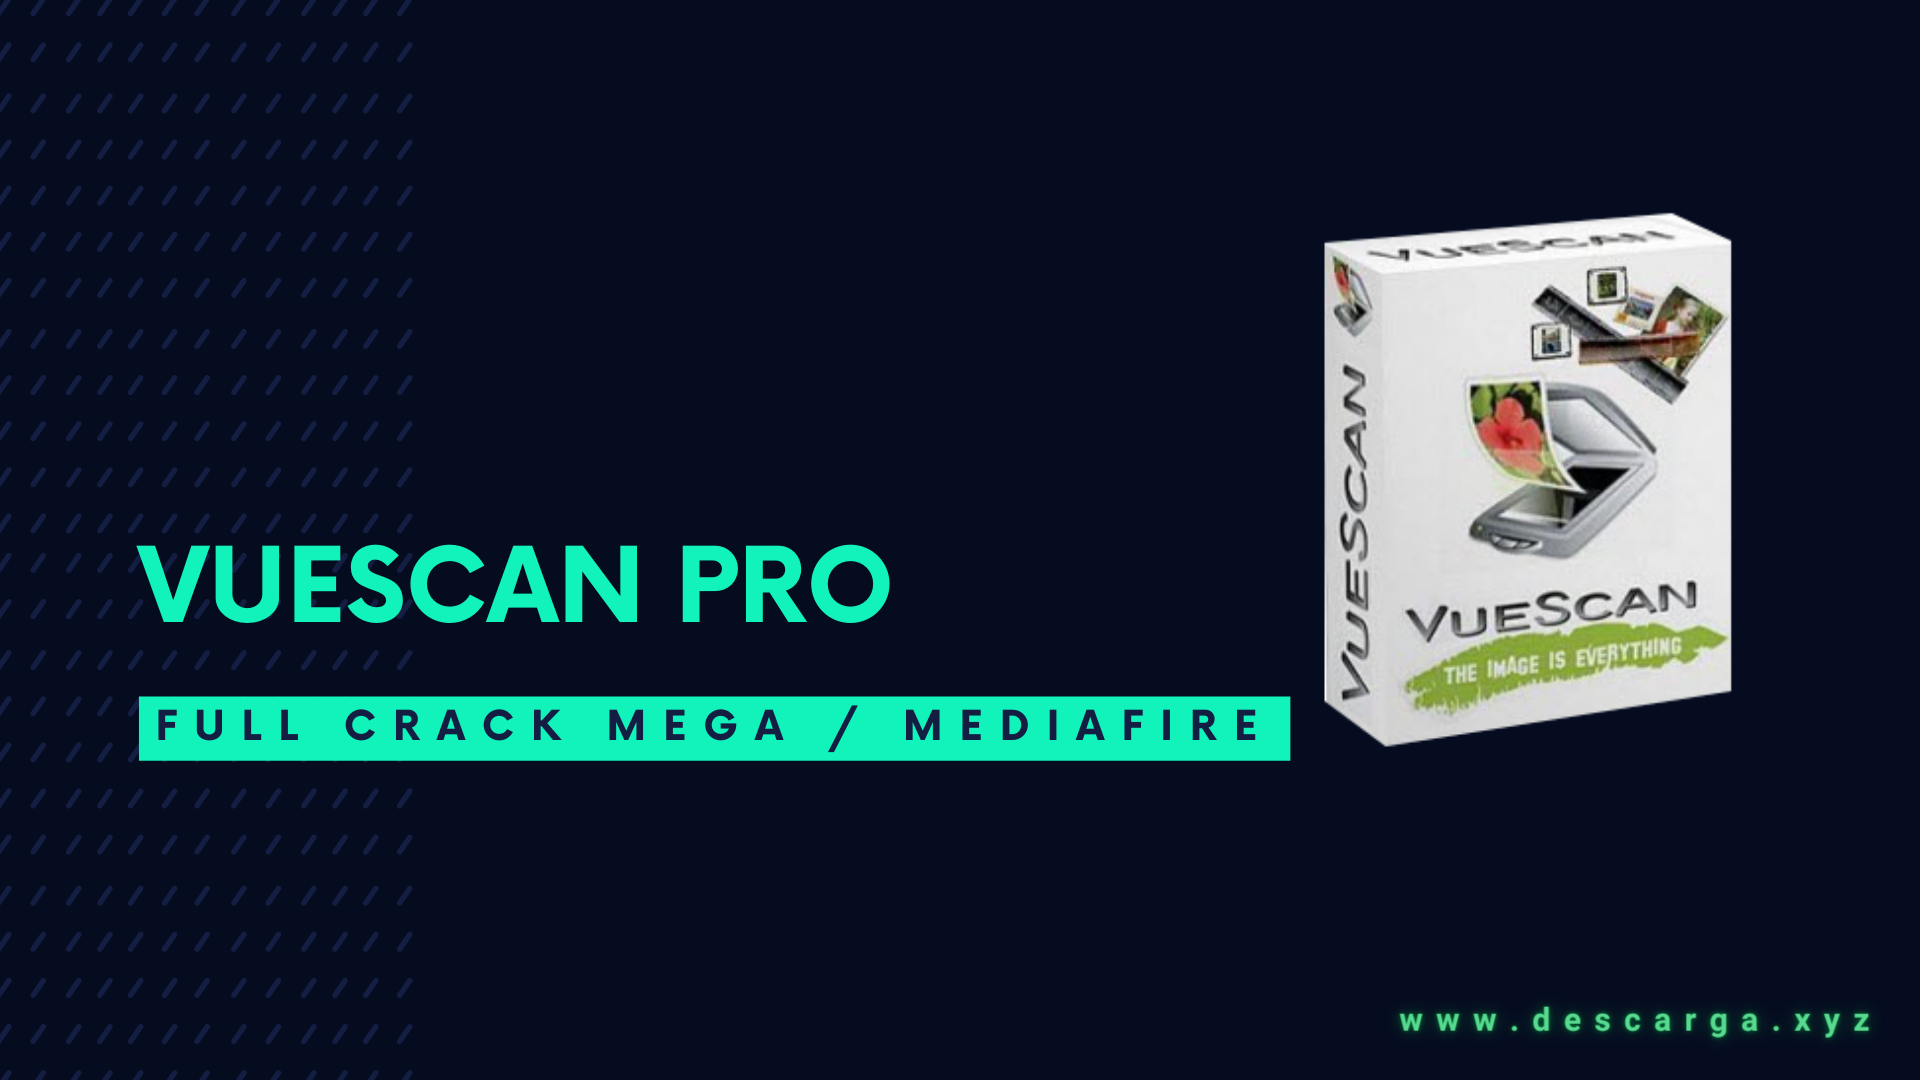 VUESCAN
VUESCAN
VUESCAN PRO
FULL CRACK MEGA / MEDIAFIRE
VUESCAN
THE IMAGE IS EVERYTHING
www.descarga.xyz